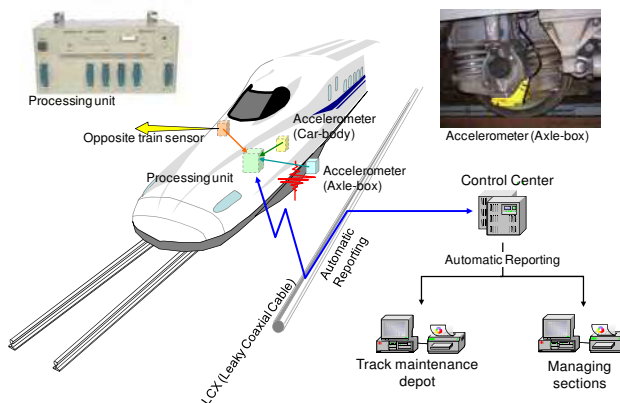 Processing unit
Opposite train sensor
Accelerometer
(Car-body)
Processing unit
Accelerometer
(Axle-box)
Accelerometer (Axle-box)
Control Center
Automatic Reporting
LCX (Leaky Coaxial Cable)
Automatic
Reporting
Track maintenance
depot
Managing
sections